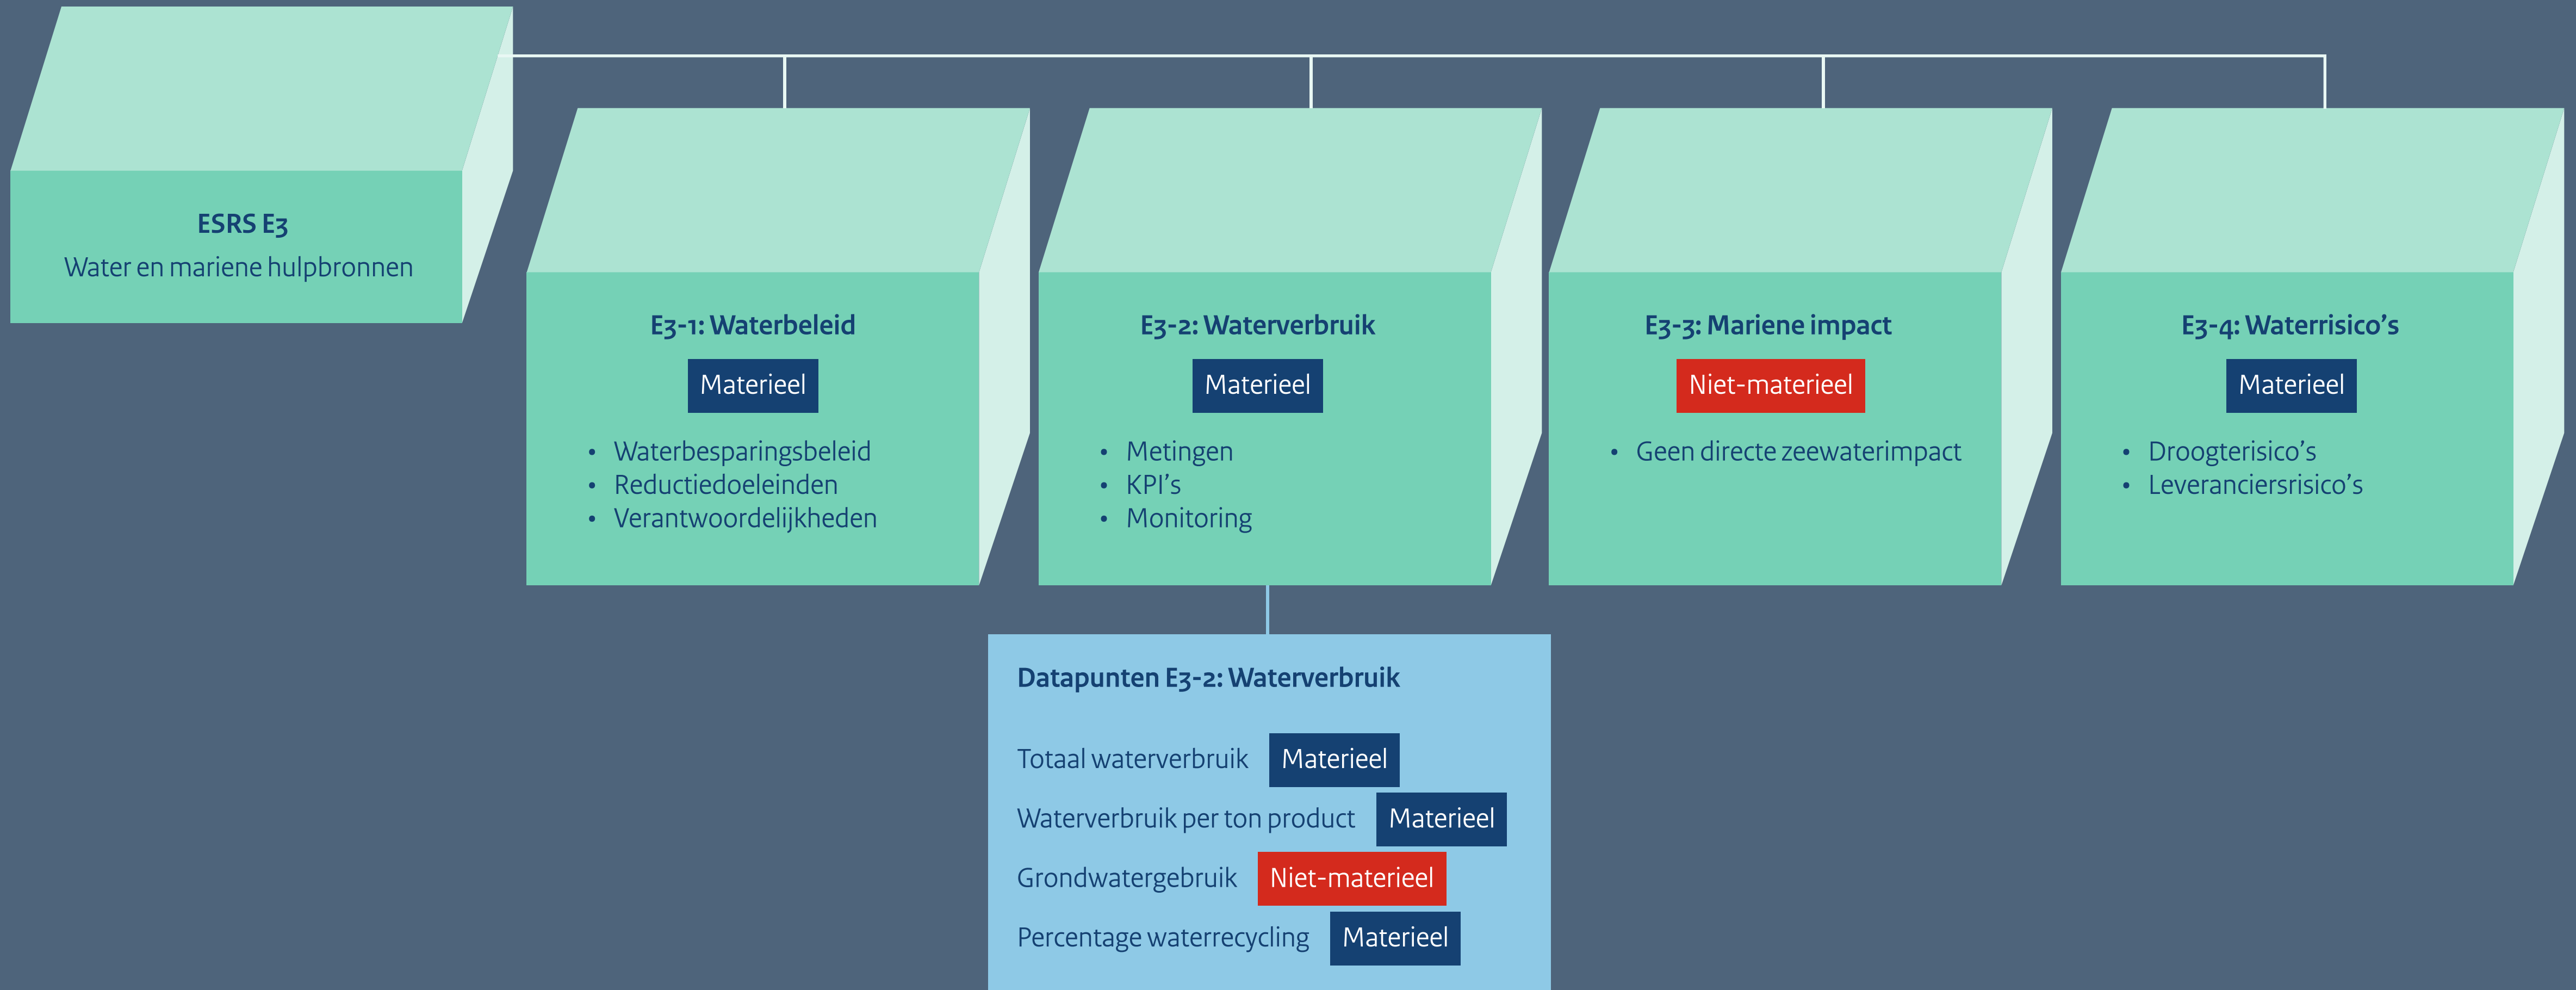 ESRS E3
Water en mariene hulpbronnen
E3-1: Waterbeleid
Materieel
• Waterbesparingsbeleid
• Reductiedoeleinden
• Verantwoordelijkheden
E3-2: Waterverbruik
Materieel
• Metingen
• KPI’s
• Monitoring
E3-3: Mariene impact
Niet-materieel
• Geen directe zeewaterimpact
E3-4: Waterrisico’s
Materieel
• Droogterisico’s
• Leveranciersrisico’s
Datapunten E3-2: Waterverbruik
Totaal waterverbruik Materieel
Waterverbruik per ton product Materieel
Grondwatergebruik Niet-materieel
Percentage waterrecycling Materieel